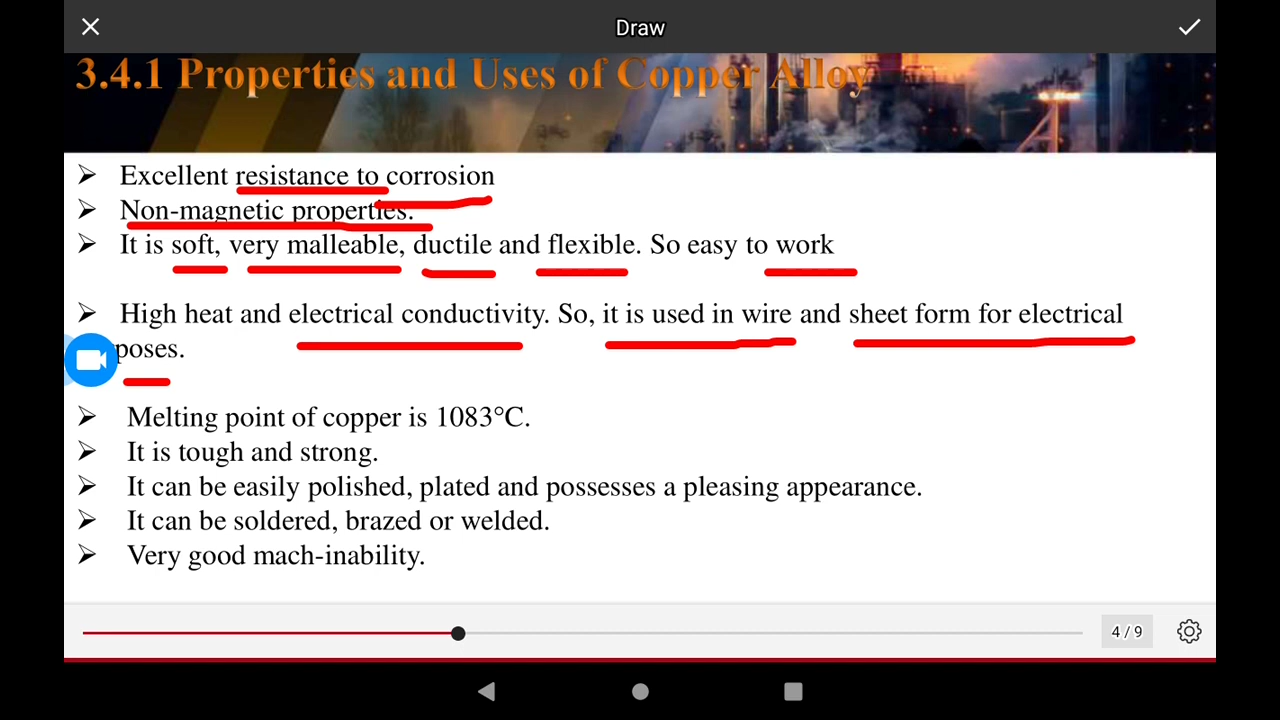 Draw
3.4.1 Properties and Uses of Copper Alloy
➢ Excellent resistance to corrosion
➢ Non-magnetic properties.
➢ It is soft, very malleable, ductile and flexible. So easy to work
➢ High heat and electrical conductivity. So, it is used in wire and sheet form for electrical
poses.
➢ Melting point of copper is 1083°C.
➢ It is tough and strong.
➢ It can be easily polished, plated and possesses a pleasing appearance.
➢ It can be soldered, brazed or welded.
➢ Very good mach-inability.
4 / 9